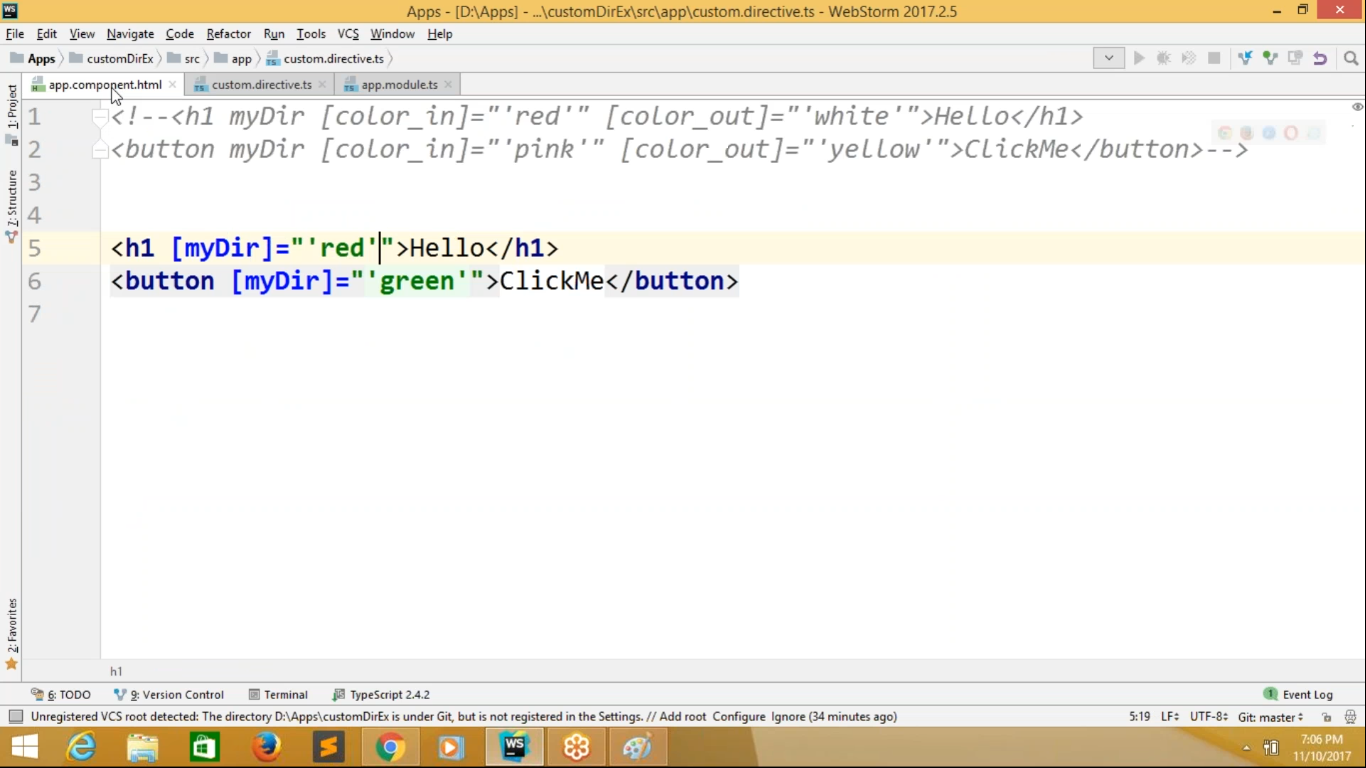 Apps - [D:\Apps] - ...\customDirEx\src\app\custom.directive.ts - WebStorm 2017.2.5
File Edit View Navigate Code Refactor Run Tools VCS Window Help
Apps customDirEx src app custom.directive.ts
app.component.html custom.directive.ts app.module.ts
1: Project
Z: Structure
2: Favorites
1 <!--<h1 myDir [color_in]="'red'" [color_out]="'white'">Hello</h1>
2 <button myDir [color_in]="'pink'" [color_out]="'yellow'">ClickMe</button>-->
3
4
5 <h1 [myDir]="'red'">Hello</h1>
6 <button [myDir]="'green'">ClickMe</button>
7
h1
6: TODO 9: Version Control Terminal TypeScript 2.4.2 1 Event Log
Unregistered VCS root detected: The directory D:\Apps\customDirEx is under Git, but is not registered in the Settings. // Add root Configure Ignore (34 minutes ago) 5:19 LF÷ UTF-8÷ Git: master÷
WS
7:06 PM
11/10/2017